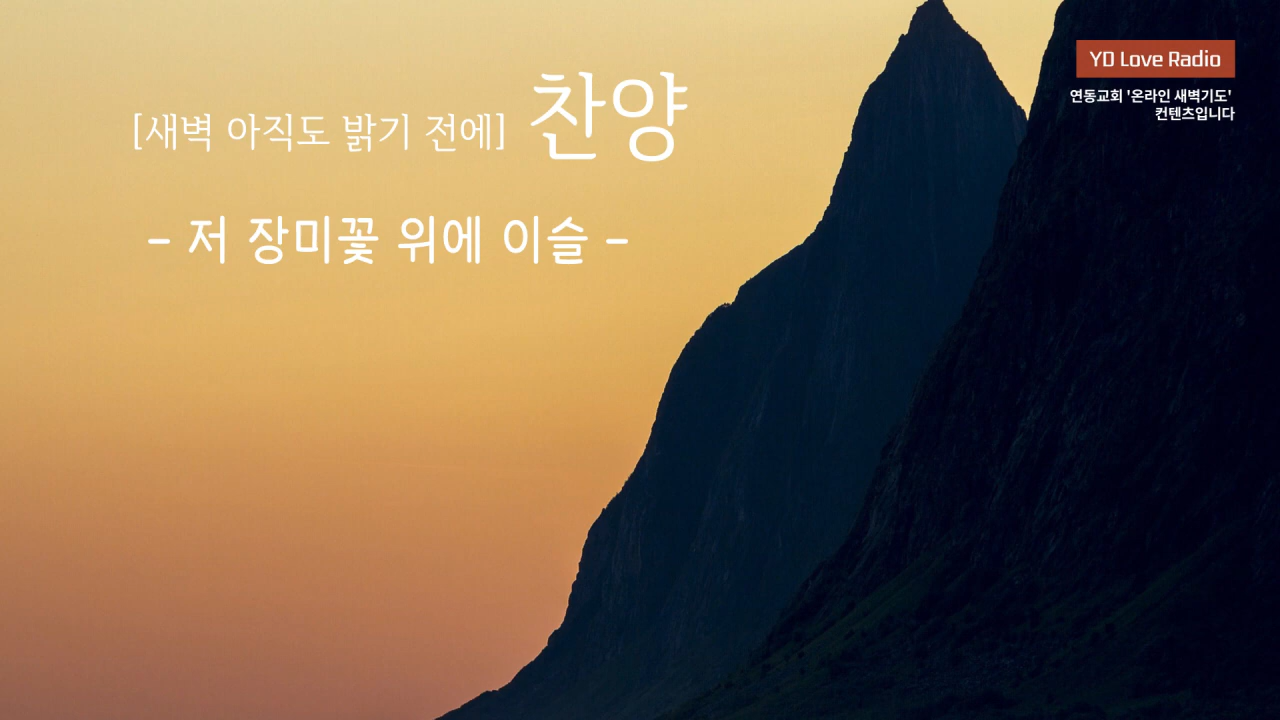 [새벽 아직도 밝기 전에] 찬양
- 저 장미꽃 위에 이슬 -
YD Love Radio
연동교회 '온라인 새벽기도'
컨텐츠입니다